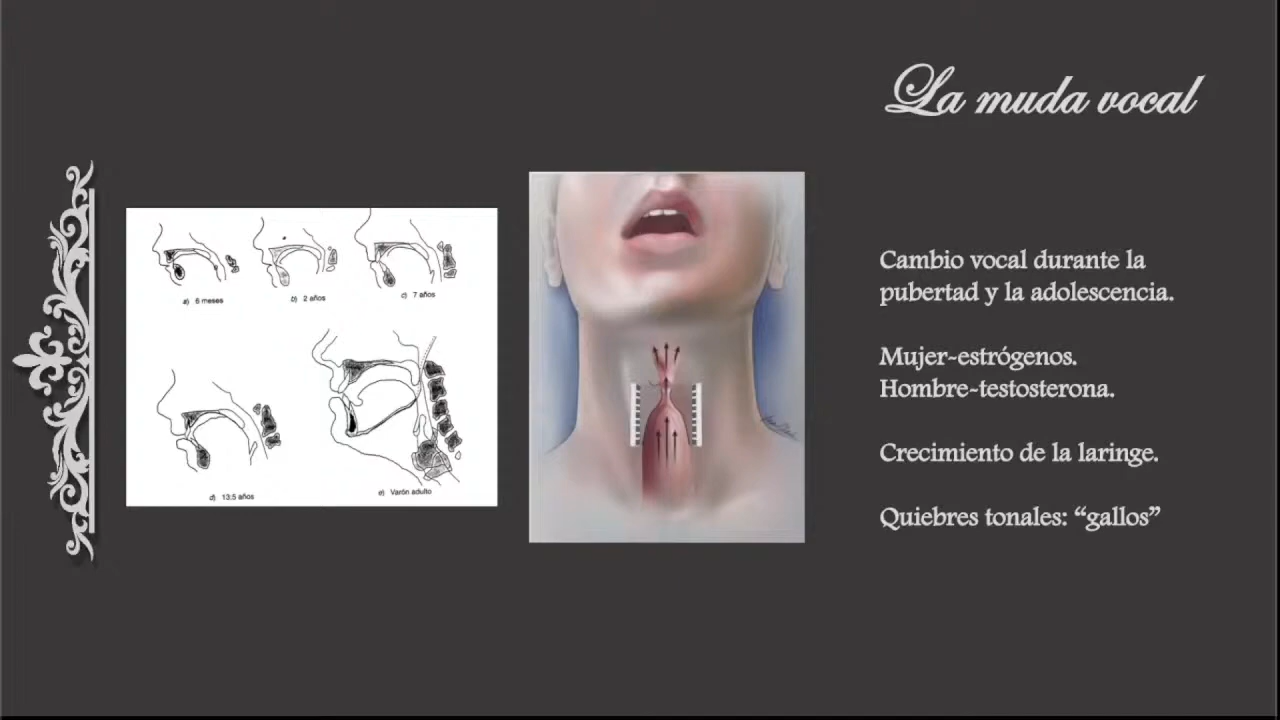 La muda vocal
a) 6 meses
b) 2 años
c) 7 años
d) 13;5 años
e) Varón adulto
Cambio vocal durante la
pubertad y la adolescencia.
Mujer-estrógenos.
Hombre-testosterona.
Crecimiento de la laringe.
Quiebres tonales: “gallos”